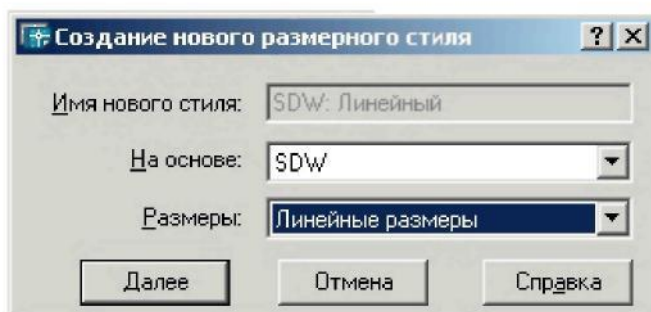 Создание нового размерного стиля
Имя нового стиля: SDW: Линейный
На основе: SDW
Размеры: Линейные размеры
Далее Отмена Справка